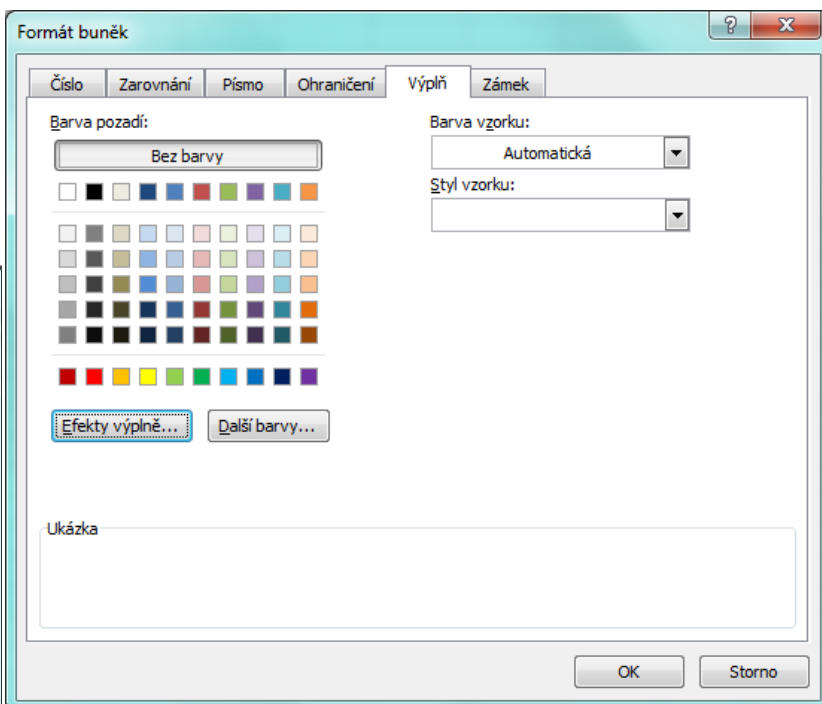 Formát buněk
Číslo Zarovnání Písmo Ohraničení Výplň Zámek
Barva pozadí:
Bez barvy
Barva vzorku:
Automatická
Styl vzorku:
Efekty výplně... Další barvy...
Ukázka
OK Storno